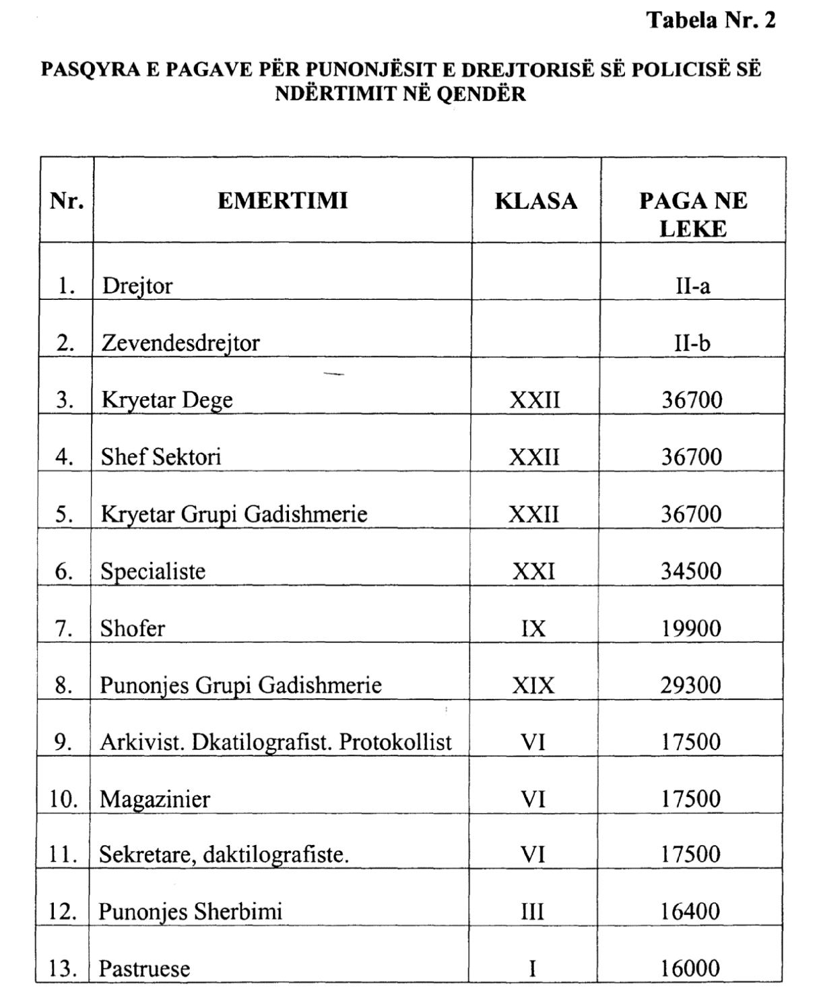 Tabela Nr. 2
PASQYRA E PAGAVE PËR PUNONJËSIT E DREJTORISË SË POLICISË SË
NDËRTIMIT NË QENDËR
Nr. EMERTIMI KLASA PAGA NE
LEKE
1. Drejtor II-a
2. Zevendesdrejtor II-b
3. Kryetar Dege XXII 36700
4. Shef Sektori XXII 36700
5. Kryetar Grupi Gadishmerie XXII 36700
6. Specialiste XXI 34500
7. Shofer IX 19900
8. Punonjes Grupi Gadishmerie XIX 29300
9. Arkivist. Dkatilografist. Protokollist VI 17500
10. Magazinier VI 17500
11. Sekretare, daktilografiste. VI 17500
12. Punonjes Sherbimi III 16400
13. Pastruese I 16000